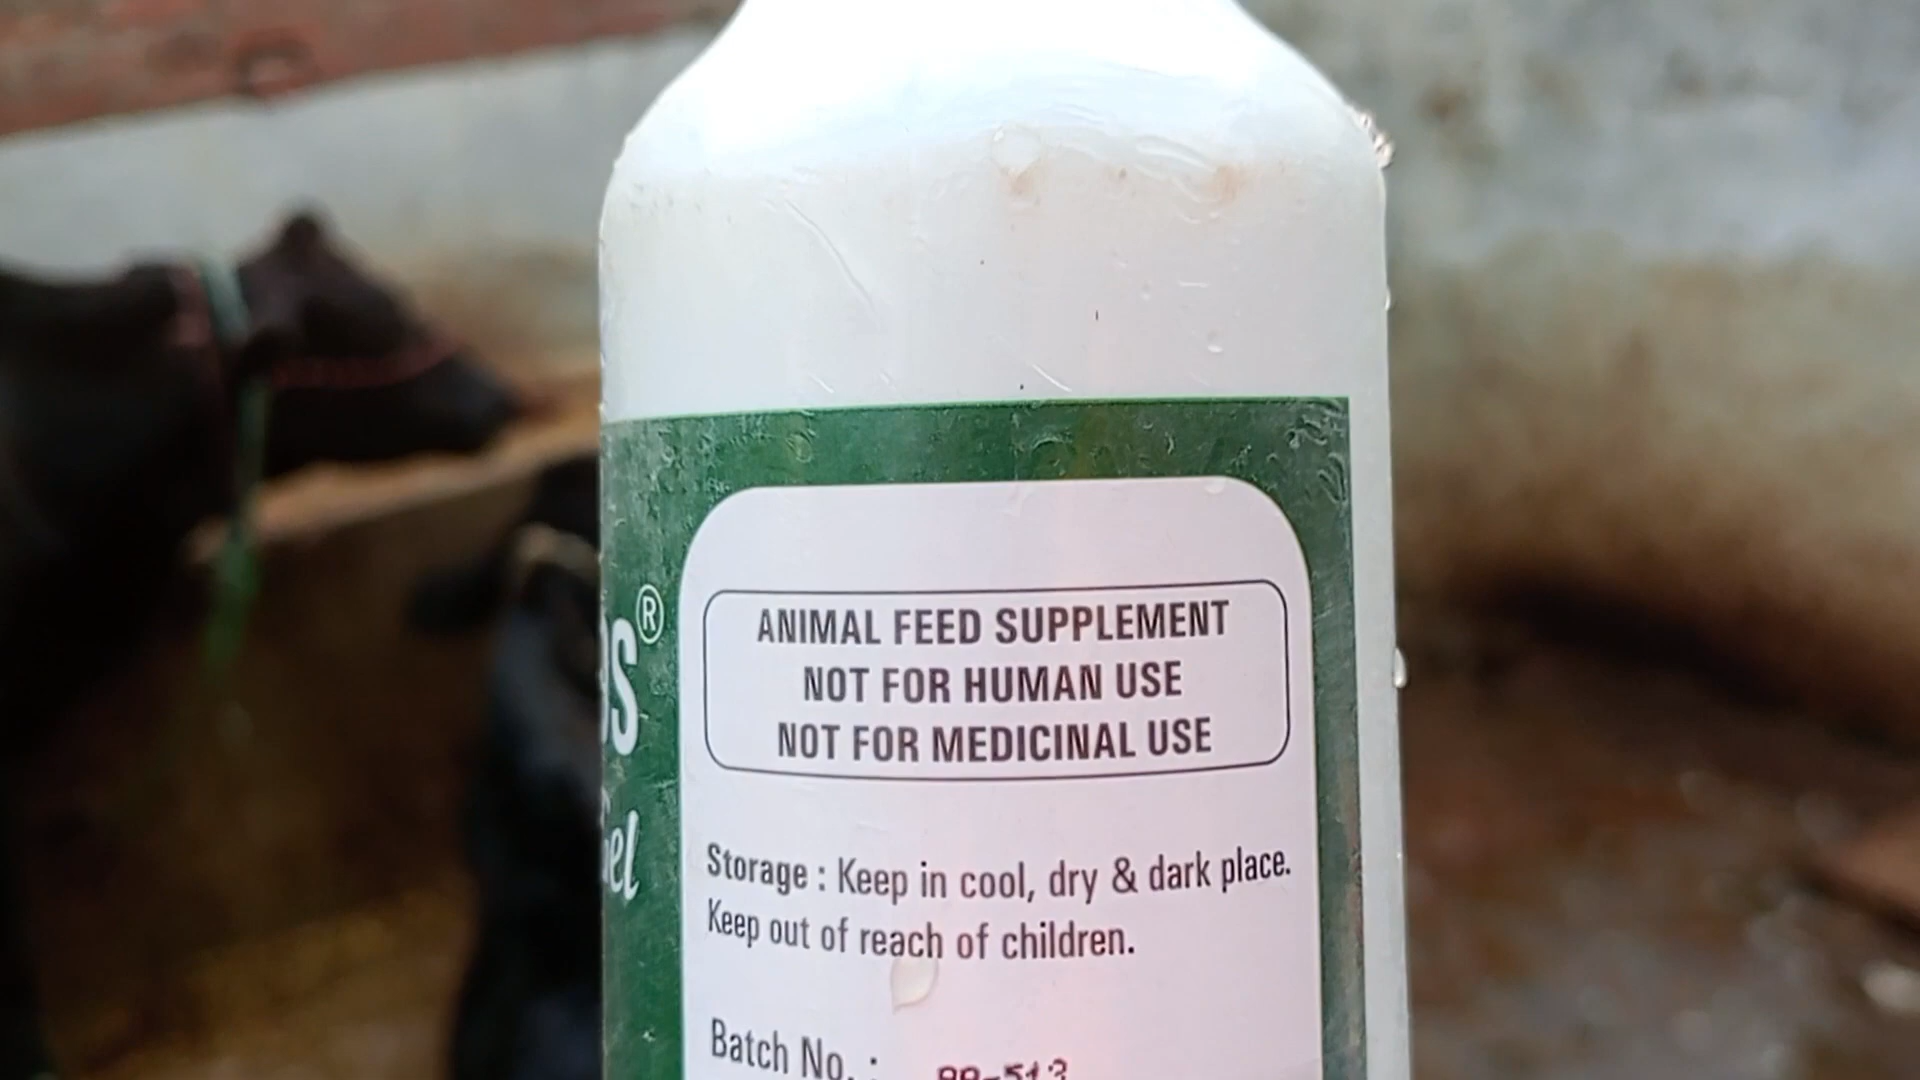 ®
ANIMAL FEED SUPPLEMENT
NOT FOR HUMAN USE
NOT FOR MEDICINAL USE
Storage : Keep in cool, dry & dark place.
Keep out of reach of children.
Batch No. :